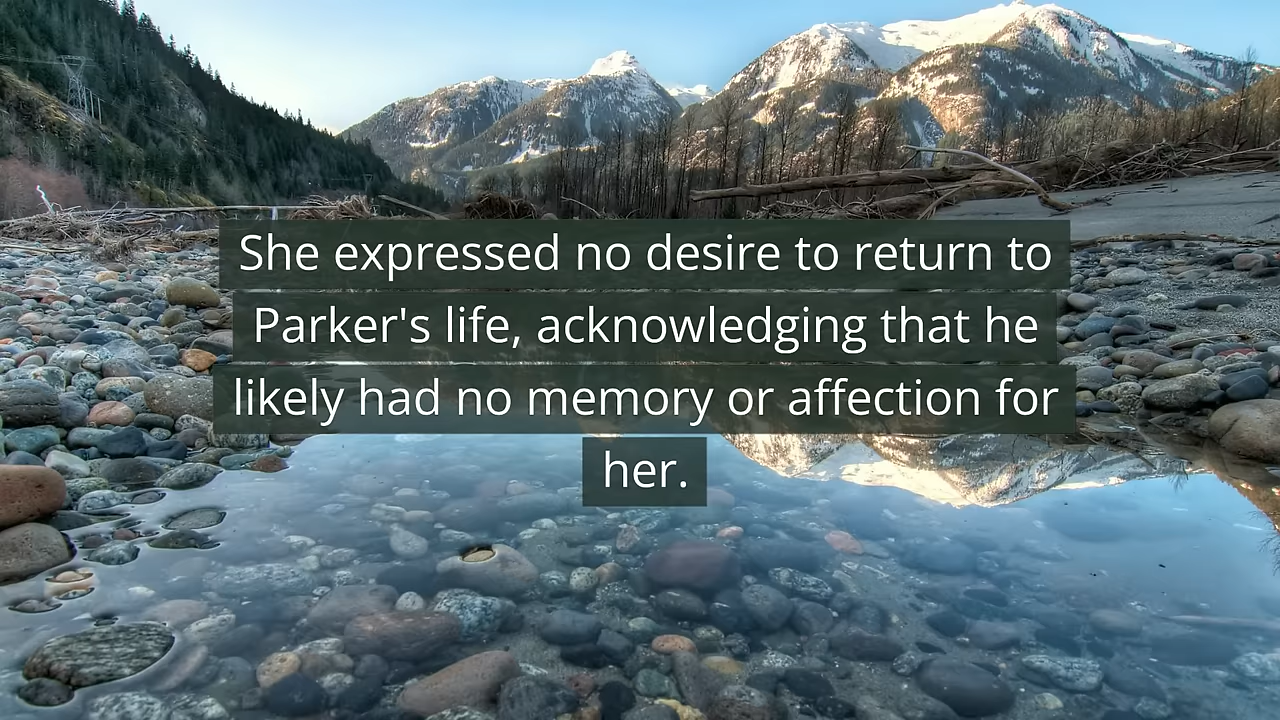 She expressed no desire to return to
Parker's life, acknowledging that he
likely had no memory or affection for
her.